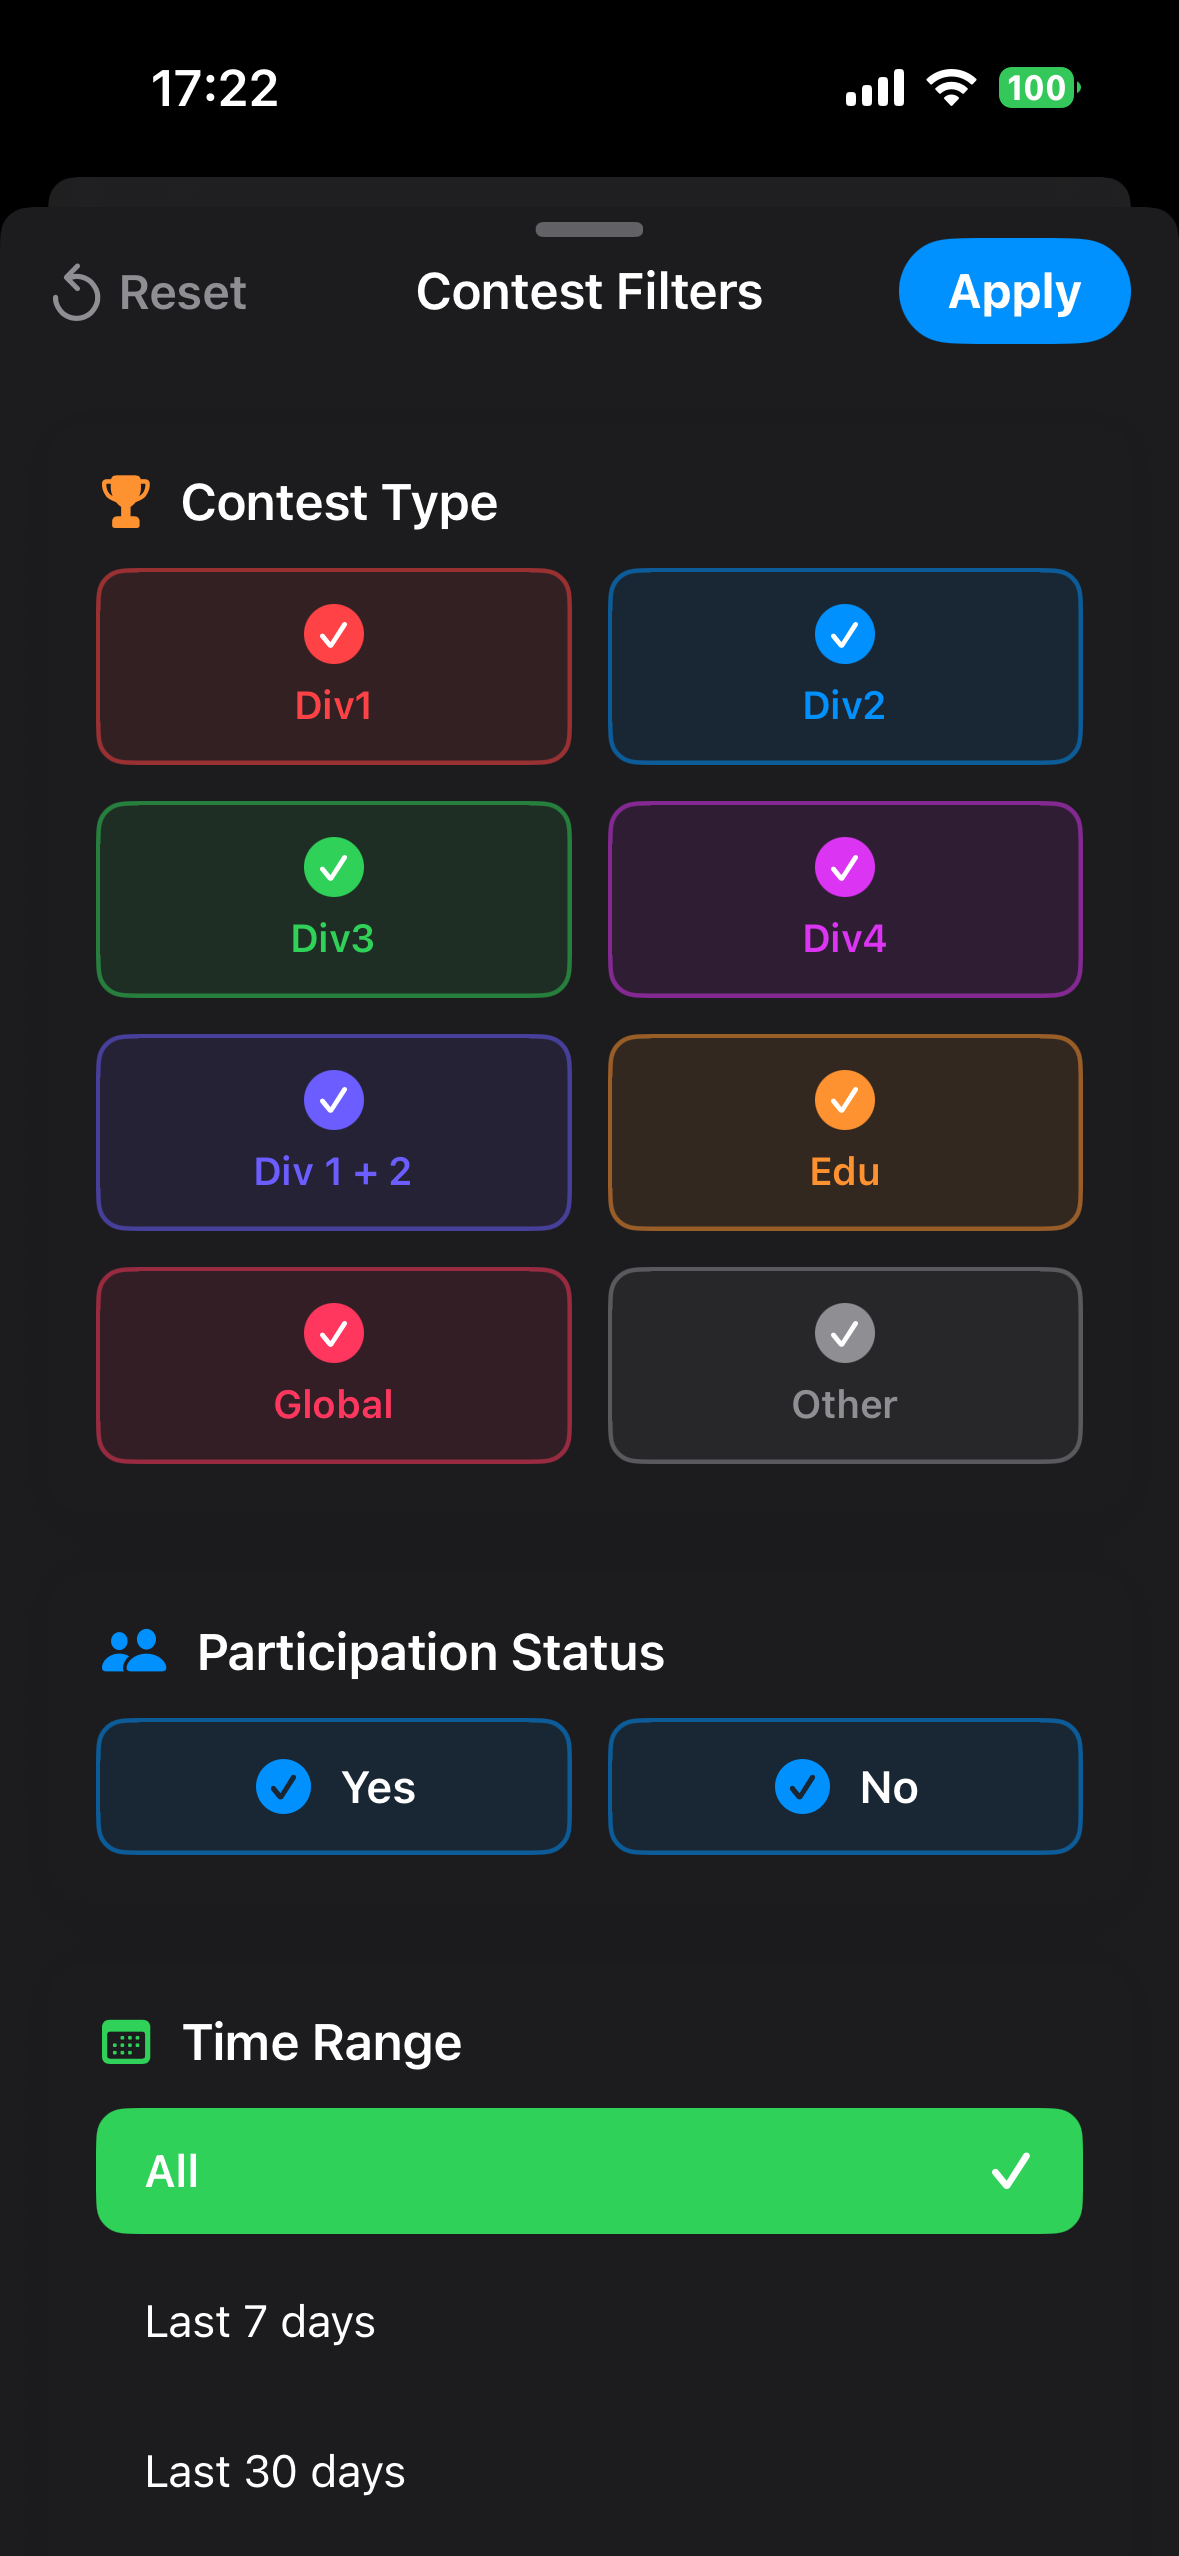 17:22
100
Reset
Contest Filters
Apply
Contest Type
Div1
Div2
Div3
Div4
Div 1 + 2
Edu
Global
Other
Participation Status
Yes
No
Time Range
All
Last 7 days
Last 30 days